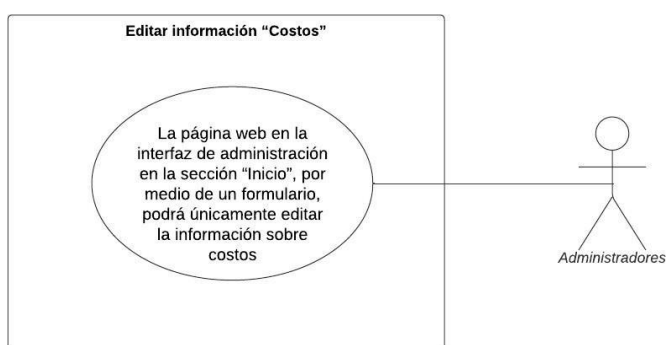 Editar información “Costos”
La página web en la
interfaz de administración
en la sección “Inicio”, por
medio de un formulario,
podrá únicamente editar
la información sobre
costos
Administradores